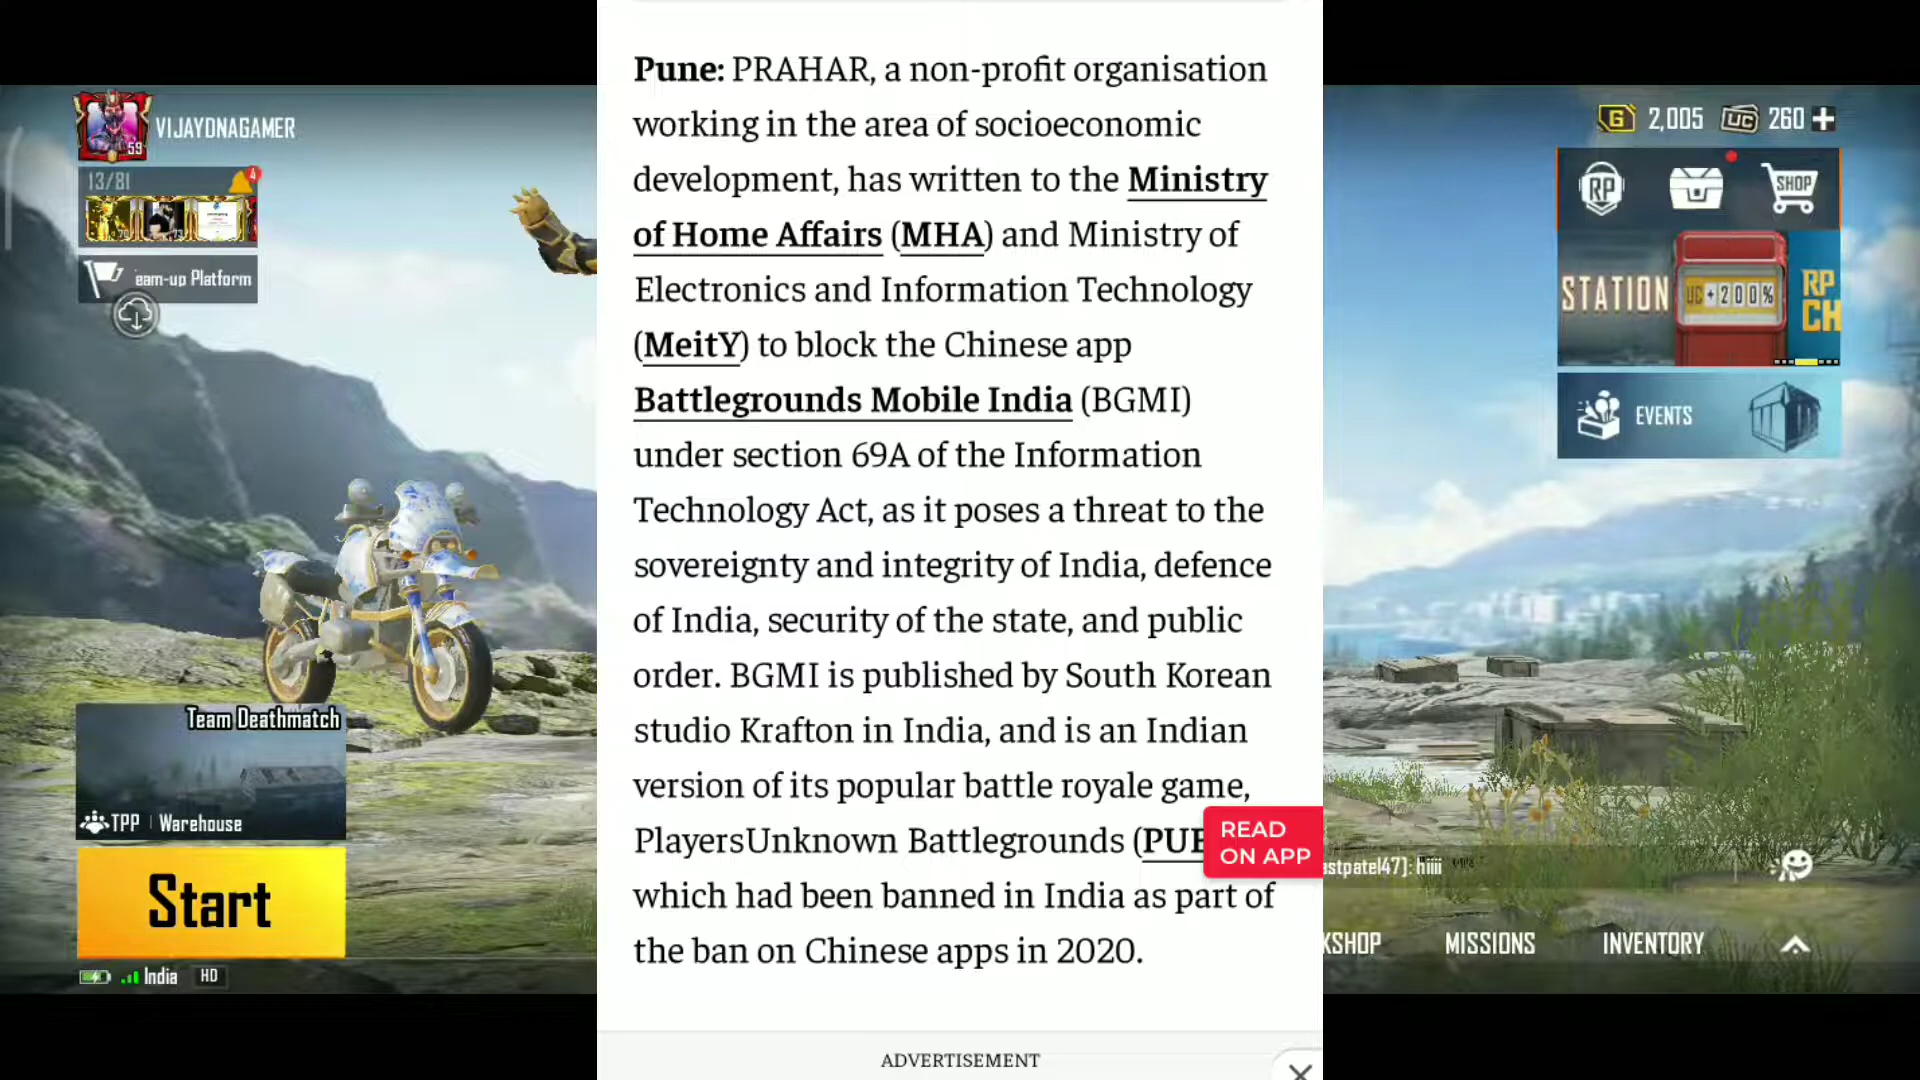 VIJAYDNAGAMER
59
13/81
4
eam-up Platform
Team Deathmatch
TPP | Warehouse
Start
India HD
Pune: PRAHAR, a non-profit organisation
working in the area of socioeconomic
development, has written to the Ministry
of Home Affairs (MHA) and Ministry of
Electronics and Information Technology
(MeitY) to block the Chinese app
Battlegrounds Mobile India (BGMI)
under section 69A of the Information
Technology Act, as it poses a threat to the
sovereignty and integrity of India, defence
of India, security of the state, and public
order. BGMI is published by South Korean
studio Krafton in India, and is an Indian
version of its popular battle royale game,
PlayersUnknown Battlegrounds (PUB
which had been banned in India as part of
the ban on Chinese apps in 2020.
READ
ON APP
ADVERTISEMENT
G 2,005 UC 260
RP
SHOP
STATION
UC+200%
RP
CH
EVENTS
estpatel47]: hiiii
KSHOP MISSIONS INVENTORY